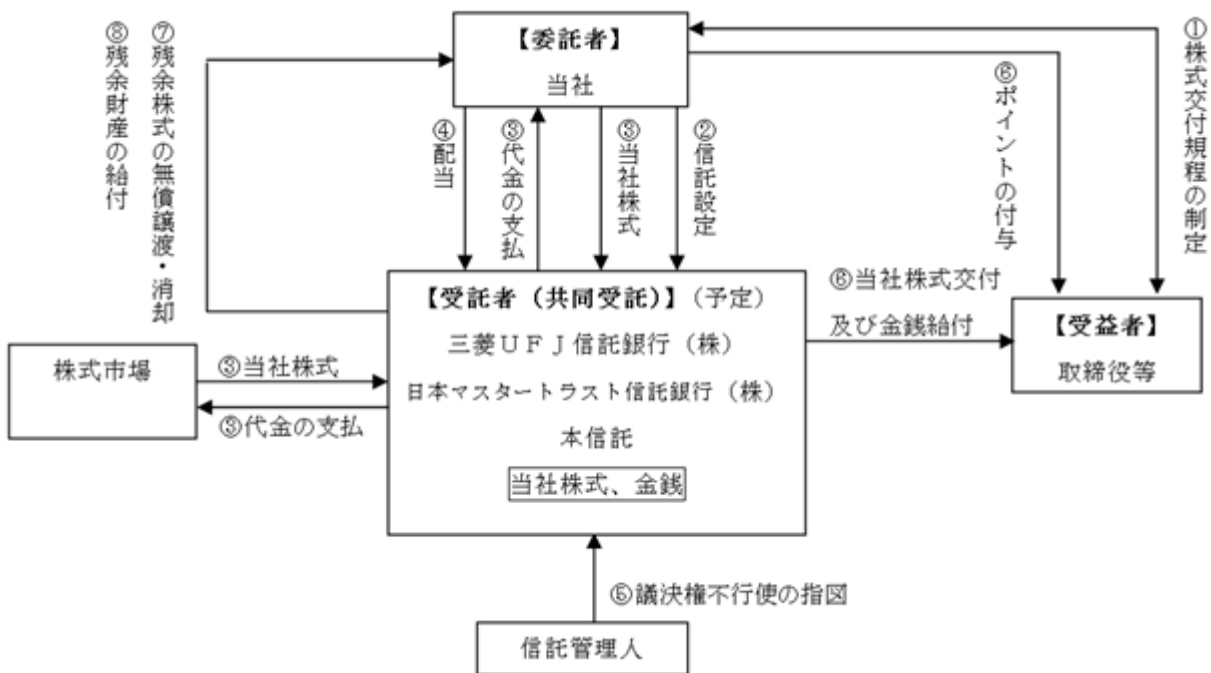 ⑧残余財産の給付
⑦残余株式の無償譲渡・消却
【委託者】
当社
④配当
③代金の支払
③当社株式
②信託設定
⑥ポイントの付与
①株式交付規程の制定
【受託者（共同受託）】（予定）
三菱ＵＦＪ信託銀行（株）
日本マスタートラスト信託銀行（株）
本信託
当社株式、金銭
⑥当社株式交付
及び金銭給付
【受益者】
取締役等
株式市場
③当社株式
③代金の支払
⑤議決権不行使の指図
信託管理人